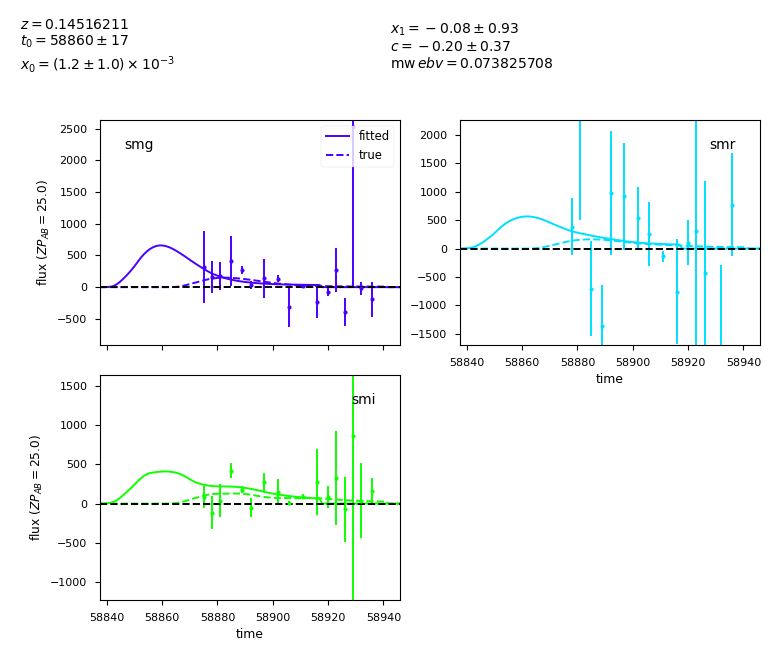 z = 0.14516211
t₀ = 58860 ± 17
x₀ = (1.2 ± 1.0) × 10⁻³
x₁ = −0.08 ± 0.93
c = −0.20 ± 0.37
mw ebv = 0.073825708
smg
fitted
true
2500
2000
1500
1000
500
0
−500
flux (ZP_AB = 25.0)
smr
2000
1500
1000
500
0
−500
−1000
−1500
58840 58860 58880 58900 58920 58940
time
smi
1500
1000
500
0
−500
−1000
flux (ZP_AB = 25.0)
58840 58860 58880 58900 58920 58940
time